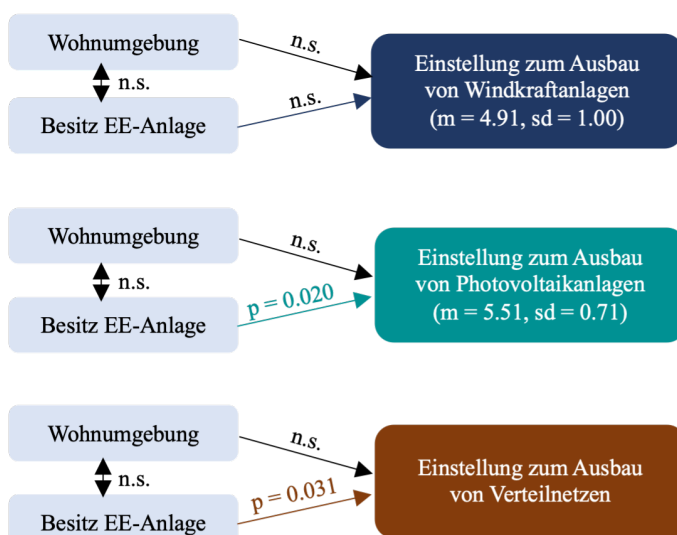 Wohnumgebung
n.s.
n.s.
Besitz EE-Anlage
n.s.
Einstellung zum Ausbau
von Windkraftanlagen
(m = 4.91, sd = 1.00)
Wohnumgebung
n.s.
n.s.
Besitz EE-Anlage
p = 0.020
Einstellung zum Ausbau
von Photovoltaikanlagen
(m = 5.51, sd = 0.71)
Wohnumgebung
n.s.
n.s.
Besitz EE-Anlage
p = 0.031
Einstellung zum Ausbau
von Verteilnetzen